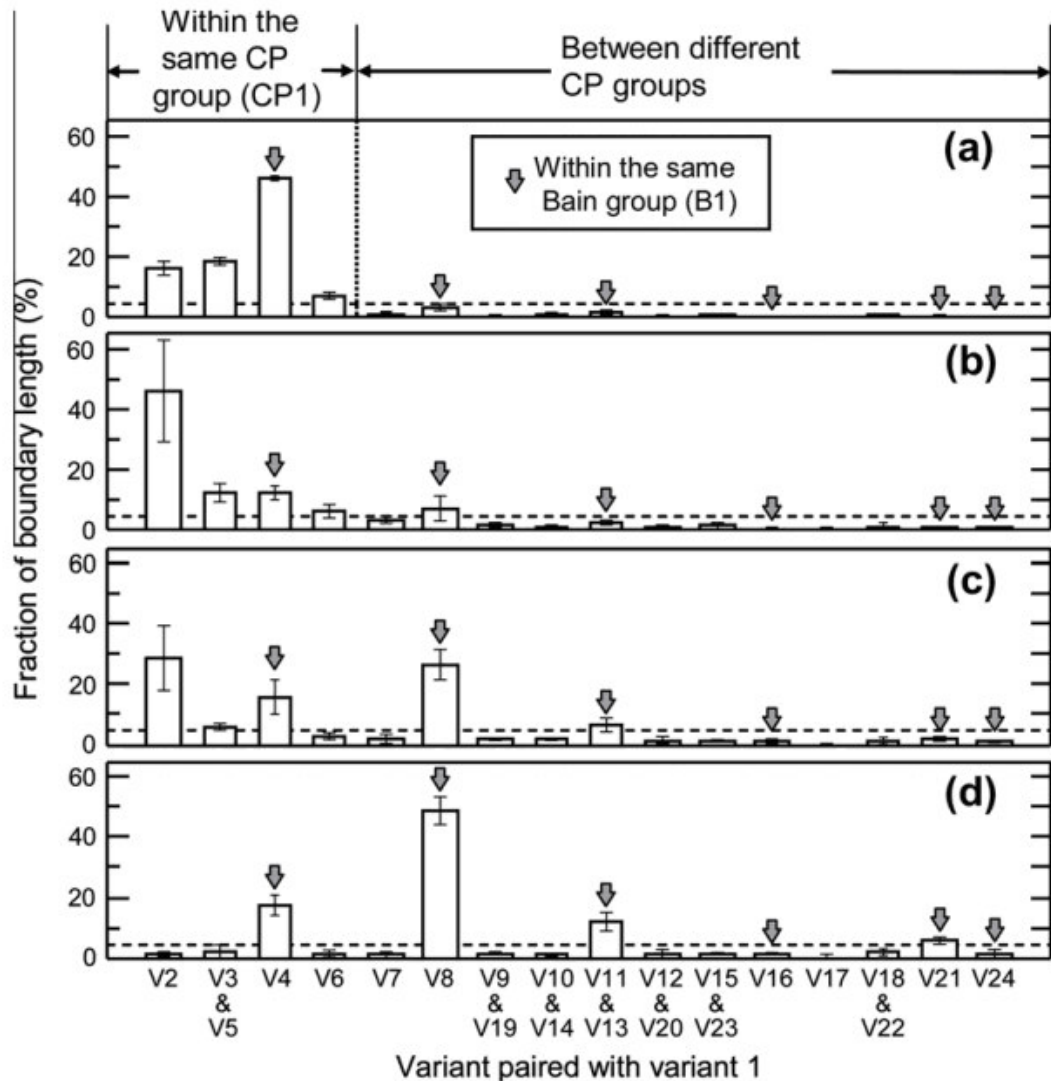 Within the
same CP
group (CP1)
Between different
CP groups
Fraction of boundary length (%)
60
40
20
0
(a)
Within the same
Bain group (B1)
60
40
20
0
(b)
60
40
20
0
(c)
60
40
20
0
(d)
V2 V3 V4 V6 V7 V8 V9 V10 V11 V12 V15 V16 V17 V18 V21 V24
& & & & & & &
V5 V19 V14 V13 V20 V23 V22
Variant paired with variant 1